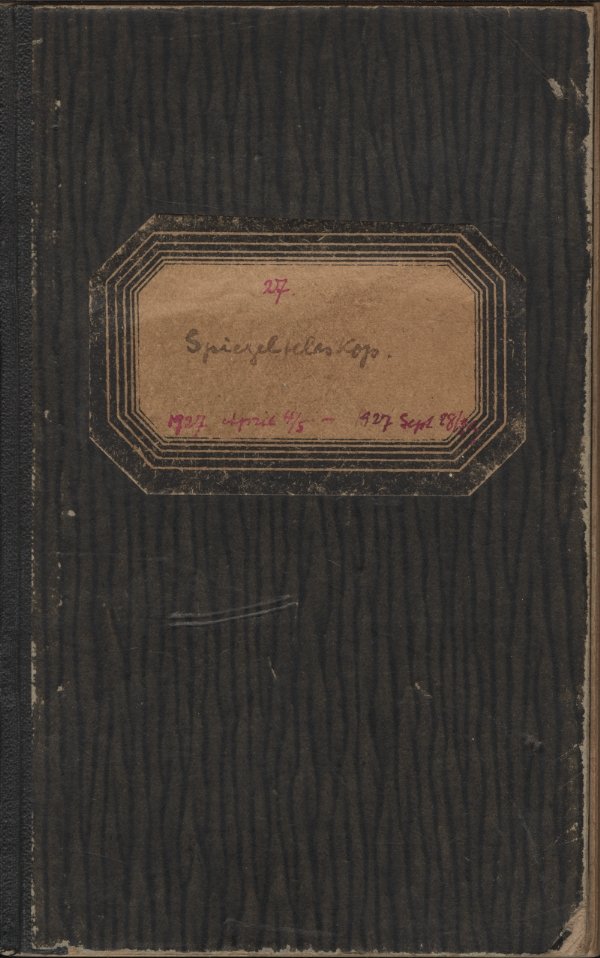 27.
Spiegelteleskop.
1927 April 4/5 – 1927 Sept 28/29